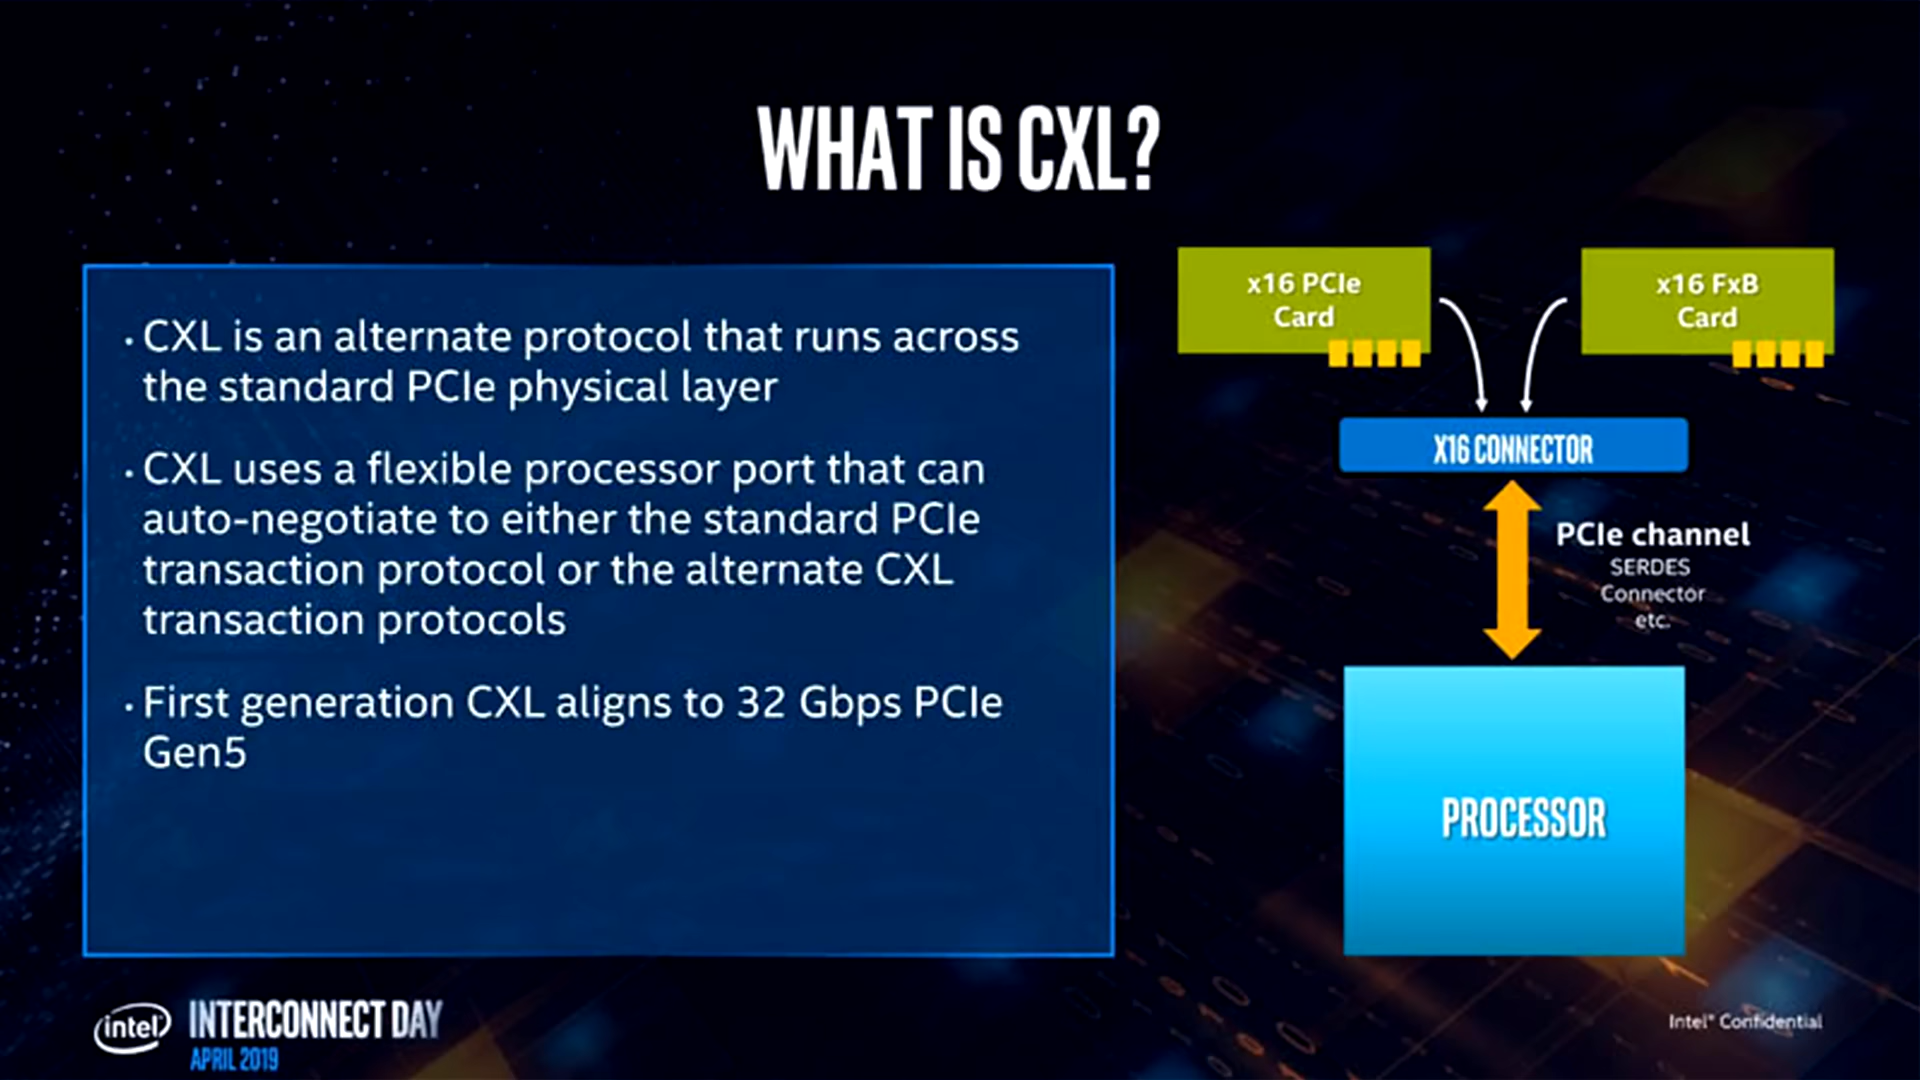 WHAT IS CXL?
· CXL is an alternate protocol that runs across
the standard PCIe physical layer
· CXL uses a flexible processor port that can
auto-negotiate to either the standard PCIe
transaction protocol or the alternate CXL
transaction protocols
· First generation CXL aligns to 32 Gbps PCIe
Gen5
x16 PCIe
Card
x16 FxB
Card
X16 CONNECTOR
PCIe channel
SERDES
Connector
etc.
PROCESSOR
intel
INTERCONNECT DAY
APRIL 2019
Intel® Confidential